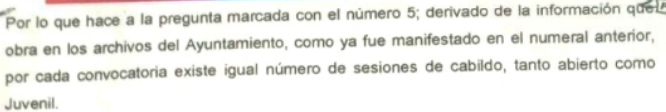 Por lo que hace a la pregunta marcada con el número 5; derivado de la información que
obra en los archivos del Ayuntamiento, como ya fue manifestado en el numeral anterior,
por cada convocatoria existe igual número de sesiones de cabildo, tanto abierto como
Juvenil.